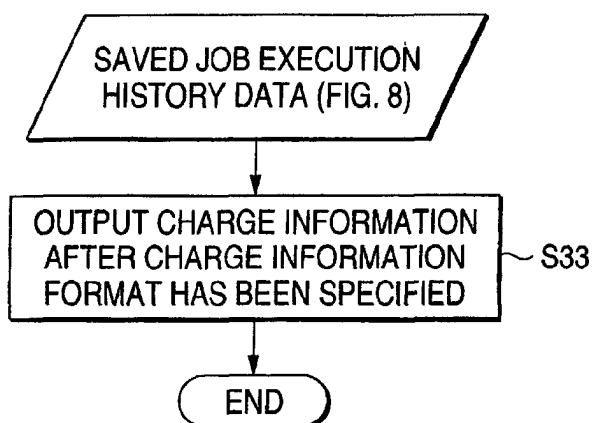 SAVED JOB EXECUTION
HISTORY DATA (FIG. 8)
OUTPUT CHARGE INFORMATION
AFTER CHARGE INFORMATION
FORMAT HAS BEEN SPECIFIED
S33
END